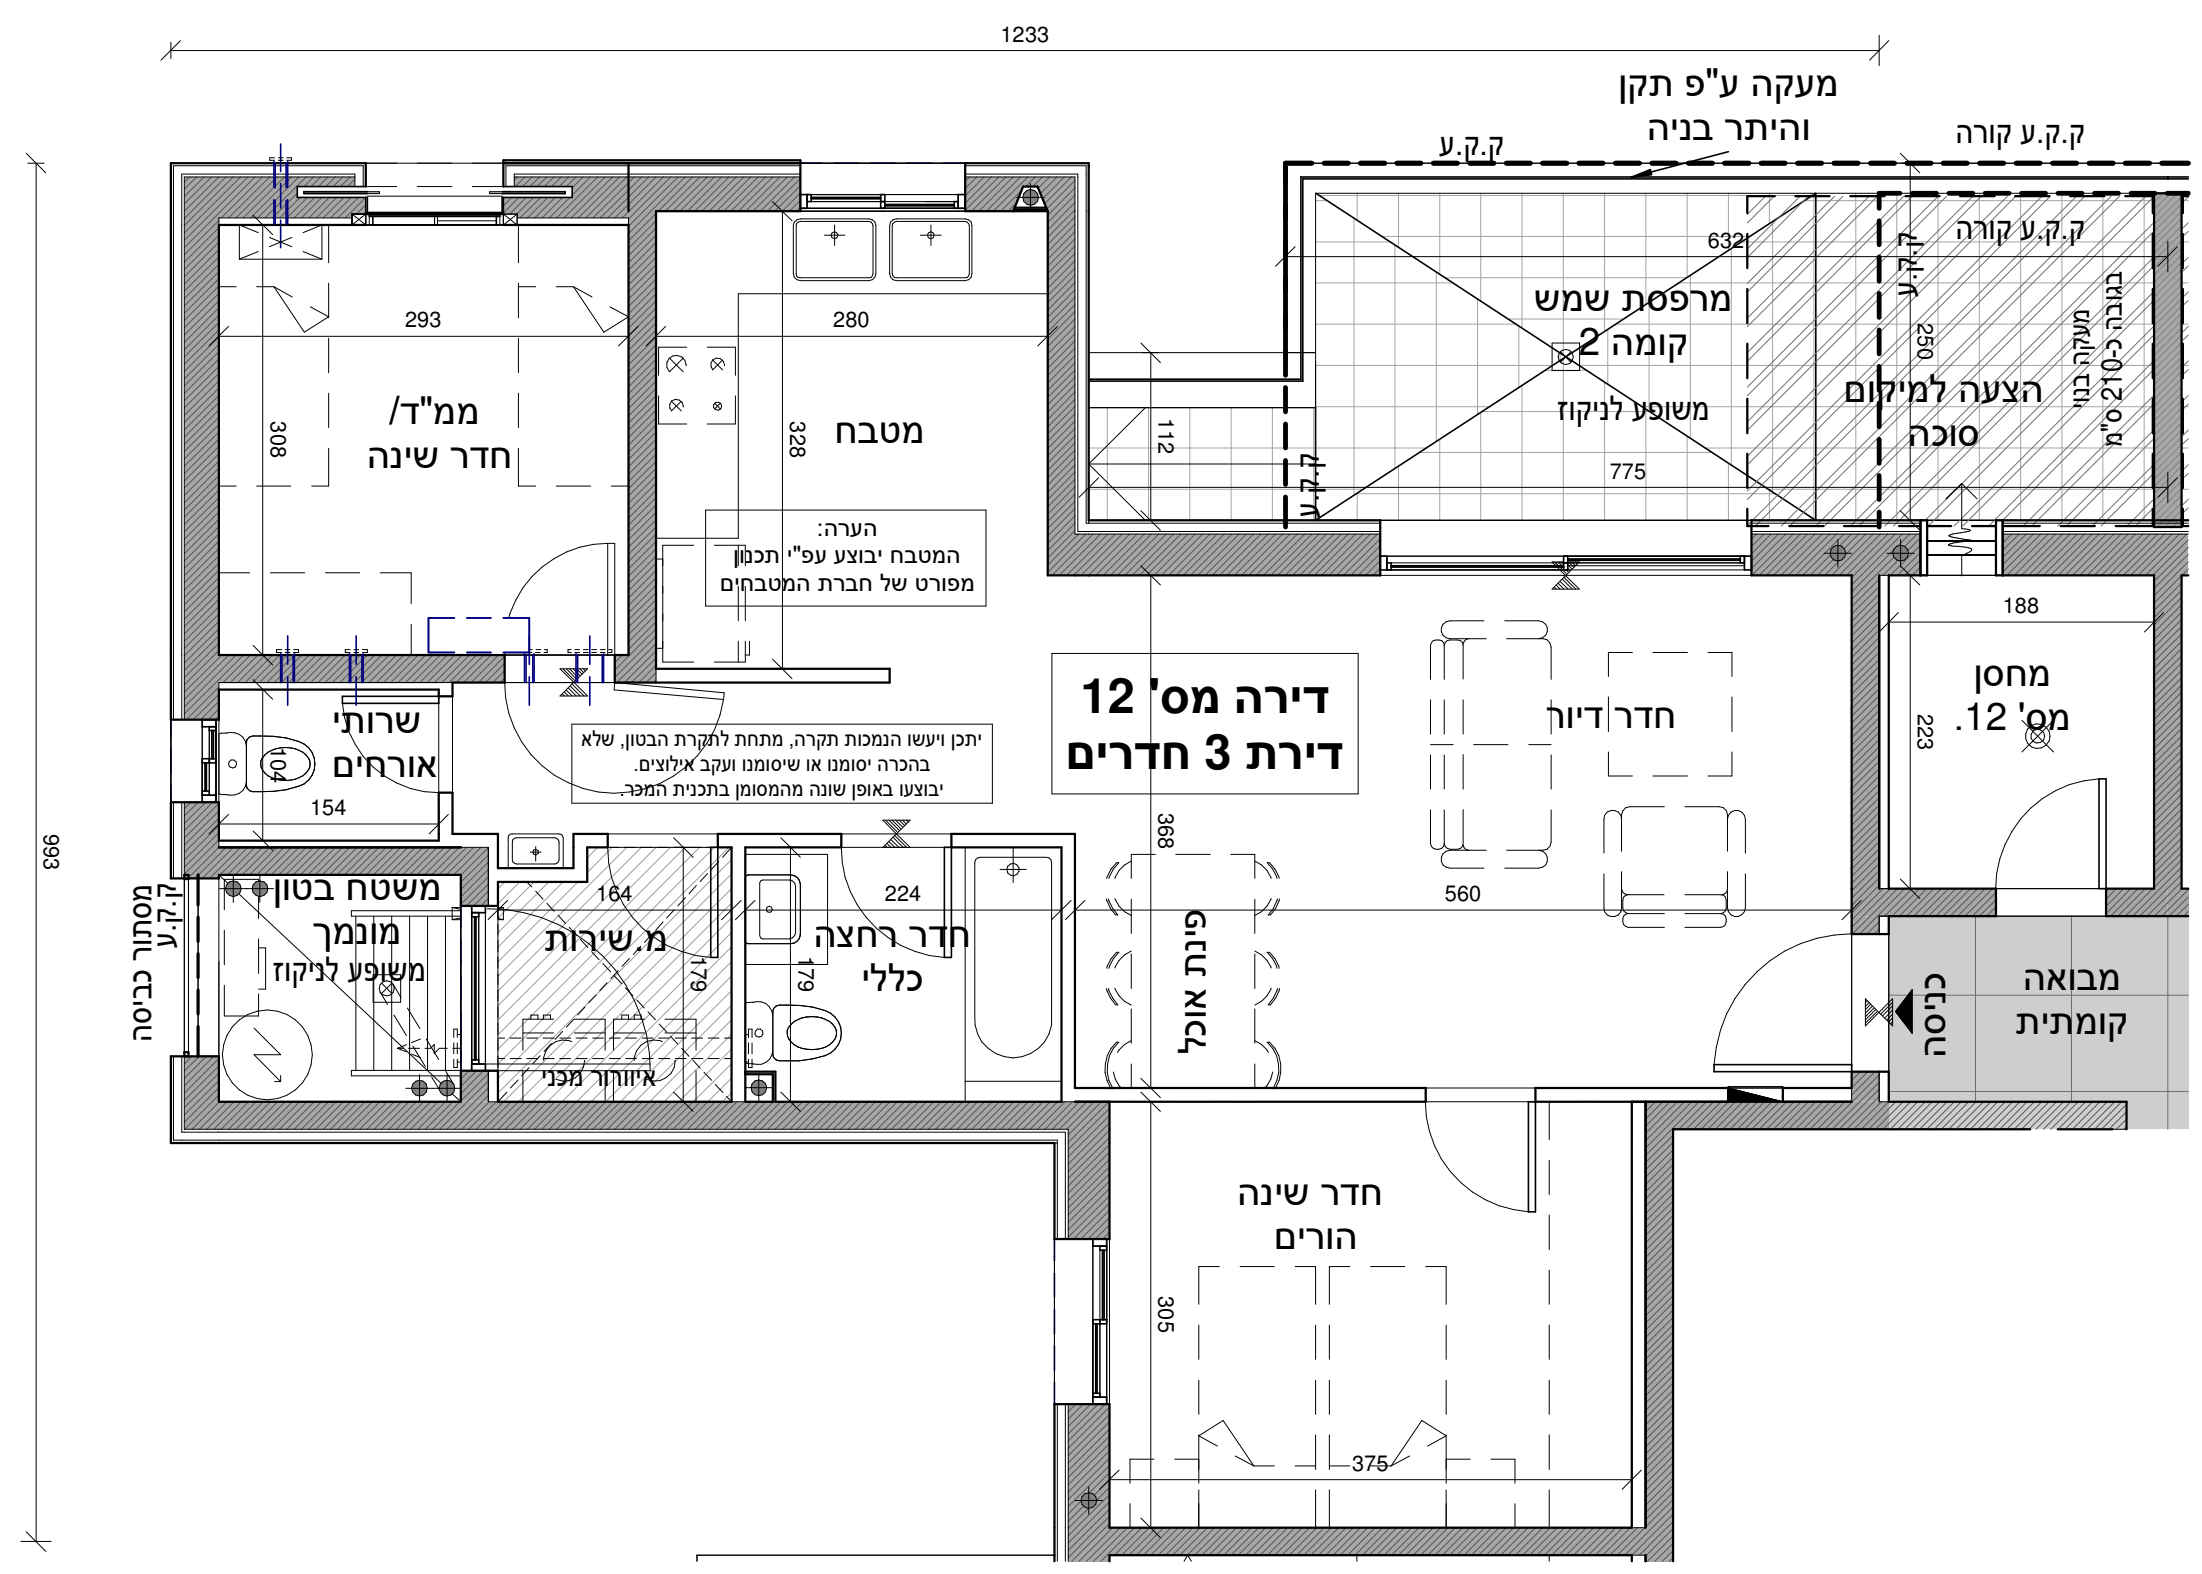 1233
מעקה ע"פ תקן
והיתר בניה
ק.ק.ע
ק.ק.ע קורה
ק.ק.ע קורה
ק.ק.ע
632
מרפסת שמש
קומה 2
משופע לניקוז
250
הצעה למיקום
סוכה
מעקה בנוי
בגובה כ-210 ס"מ
775
112
ק.ק.ע
293
308
ממ"ד/
חדר שינה
280
328
מטבח
הערה:
המטבח יבוצע עפ"י תכנון
מפורט של חברת המטבחים
דירה מס' 12
דירת 3 חדרים
חדר דיור
188
מחסן
מס' 12.
223
שרותי
אורחים
104
154
יתכן ויעשו הנמכות תקרה, מתחת לתקרת הבטון, שלא
בהכרה יסומנו או שיסומנו ועקב אילוצים.
יבוצעו באופן שונה מהמסומן בתכנית המכר.
993
368
מסתור כביסה
ק.ק.ע
משטח בטון
מונמך
משופע לניקוז
164
מ.שירות
179
איוורור מכני
224
חדר רחצה
כללי
179
560
פינת אוכל
כניסה
מבואה
קומתית
חדר שינה
הורים
305
375